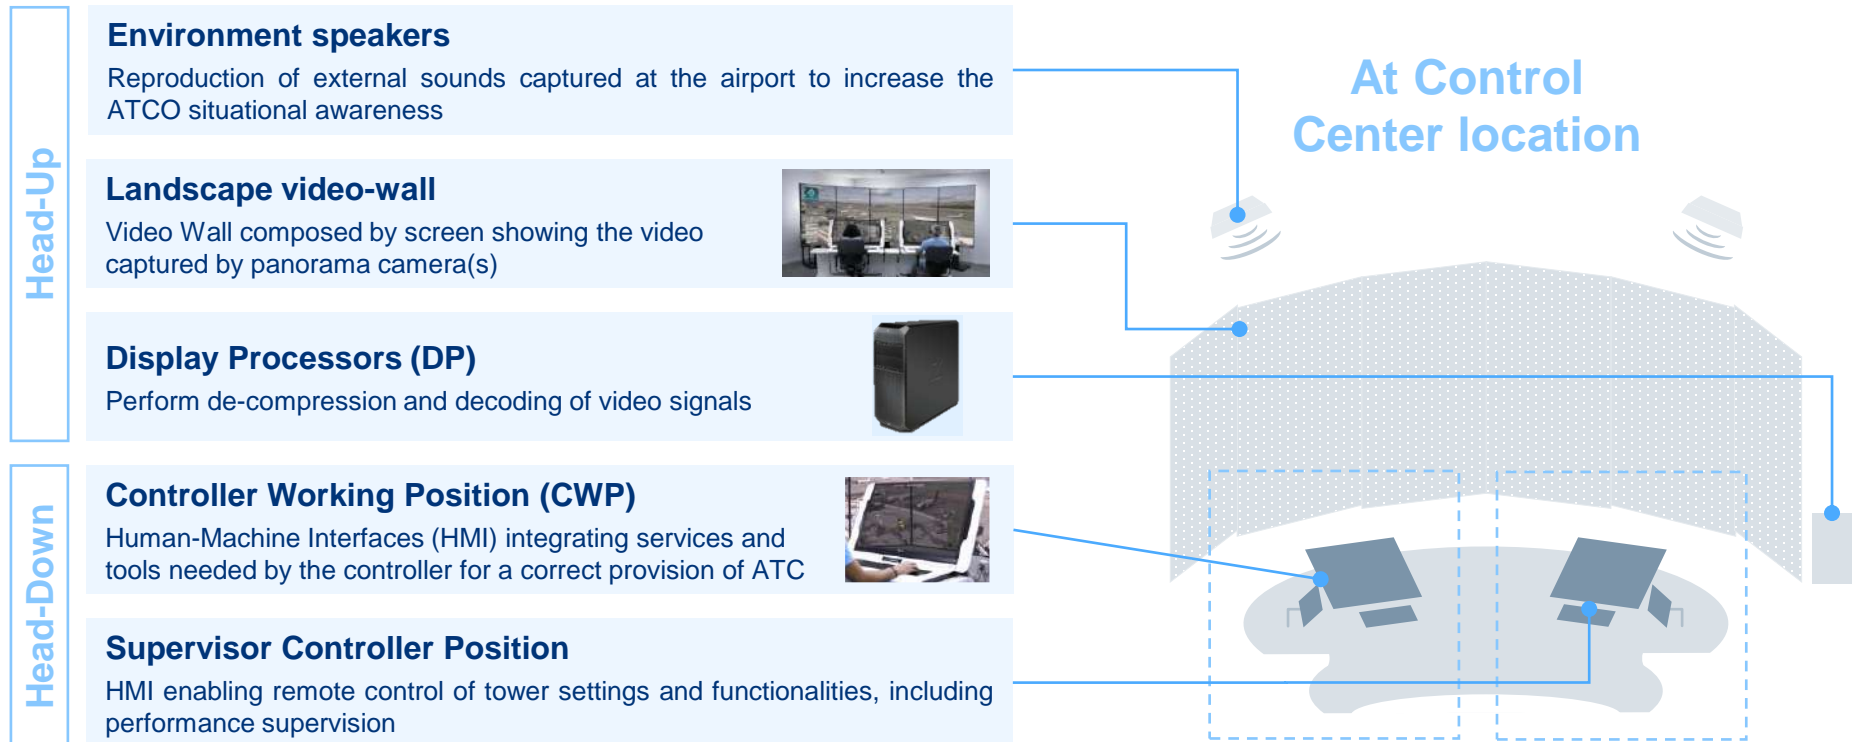 Head-Up
Environment speakers
Reproduction of external sounds captured at the airport to increase the
ATCO situational awareness
Landscape video-wall
Video Wall composed by screen showing the video
captured by panorama camera(s)
Display Processors (DP)
Perform de-compression and decoding of video signals
Head-Down
Controller Working Position (CWP)
Human-Machine Interfaces (HMI) integrating services and
tools needed by the controller for a correct provision of ATC
Supervisor Controller Position
HMI enabling remote control of tower settings and functionalities, including
performance supervision
At Control
Center location